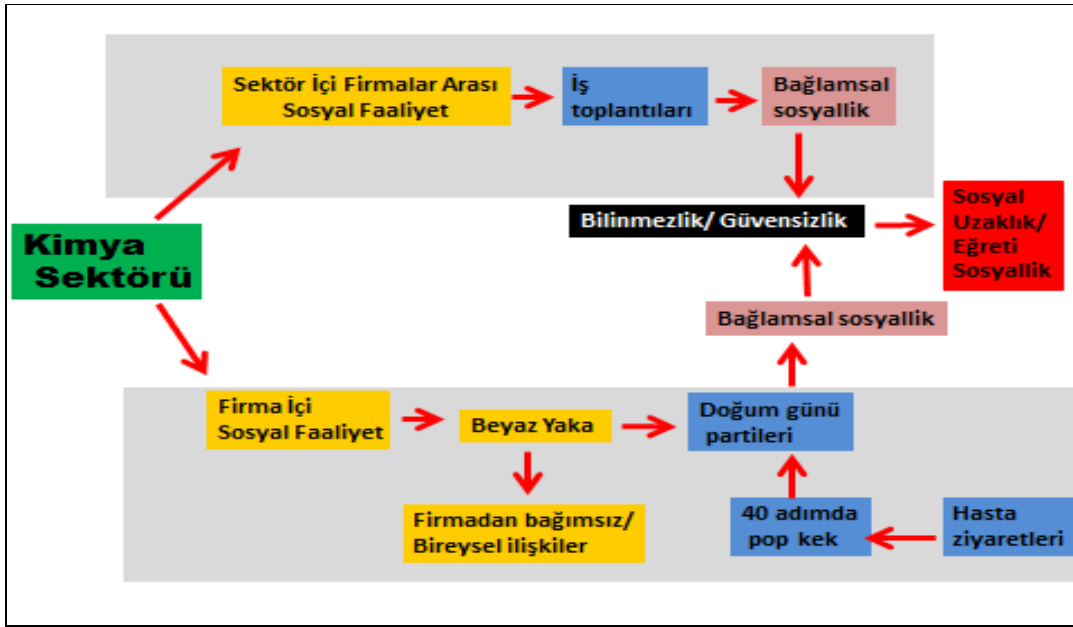 Sektör İçi Firmalar Arası
Sosyal Faaliyet
İş
toplantıları
Bağlamsal
sosyallik
Bilinmezlik/ Güvensizlik
Sosyal
Uzaklık/
Eğreti
Sosyallik
Kimya
Sektörü
Bağlamsal sosyallik
Firma İçi
Sosyal Faaliyet
Beyaz Yaka
Doğum günü
partileri
Firmadan bağımsız/
Bireysel ilişkiler
40 adımda
pop kek
Hasta
ziyaretleri